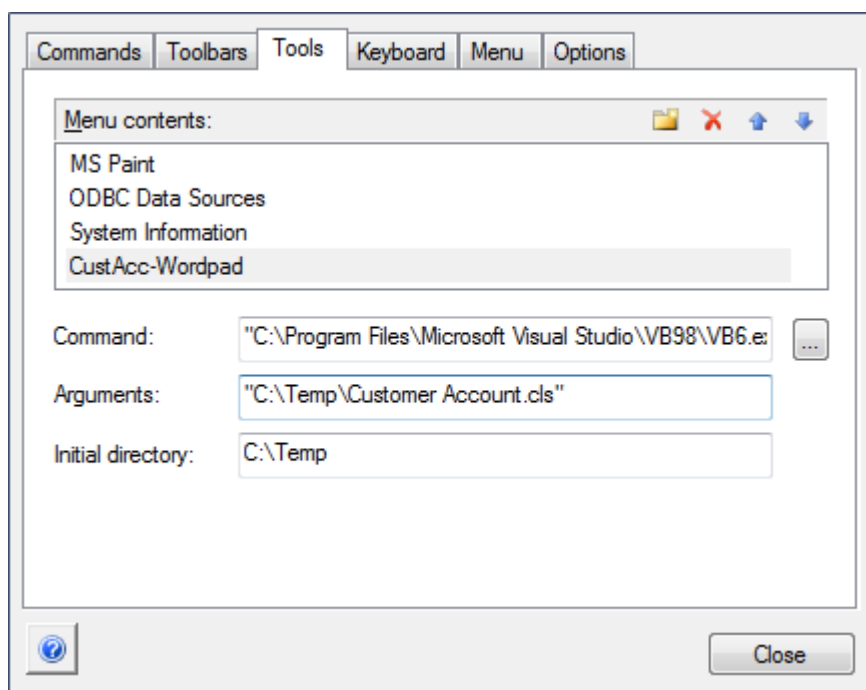 Commands Toolbars Tools Keyboard Menu Options
Menu contents:
MS Paint
ODBC Data Sources
System Information
CustAcc-Wordpad
Command: "C:\Program Files\Microsoft Visual Studio\VB98\VB6.ex ...
Arguments: "C:\Temp\Customer Account.cls"
Initial directory: C:\Temp
Close